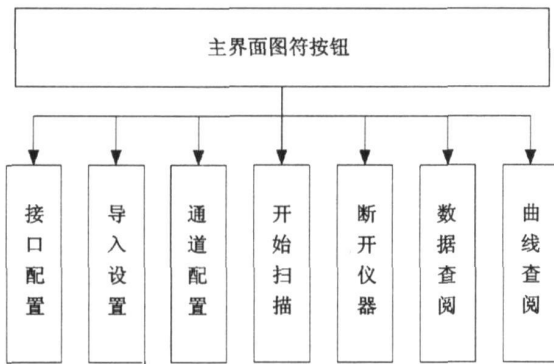 主界面图符按钮
接口配置
导入设置
通道配置
开始扫描
断开仪器
数据查阅
曲线查阅